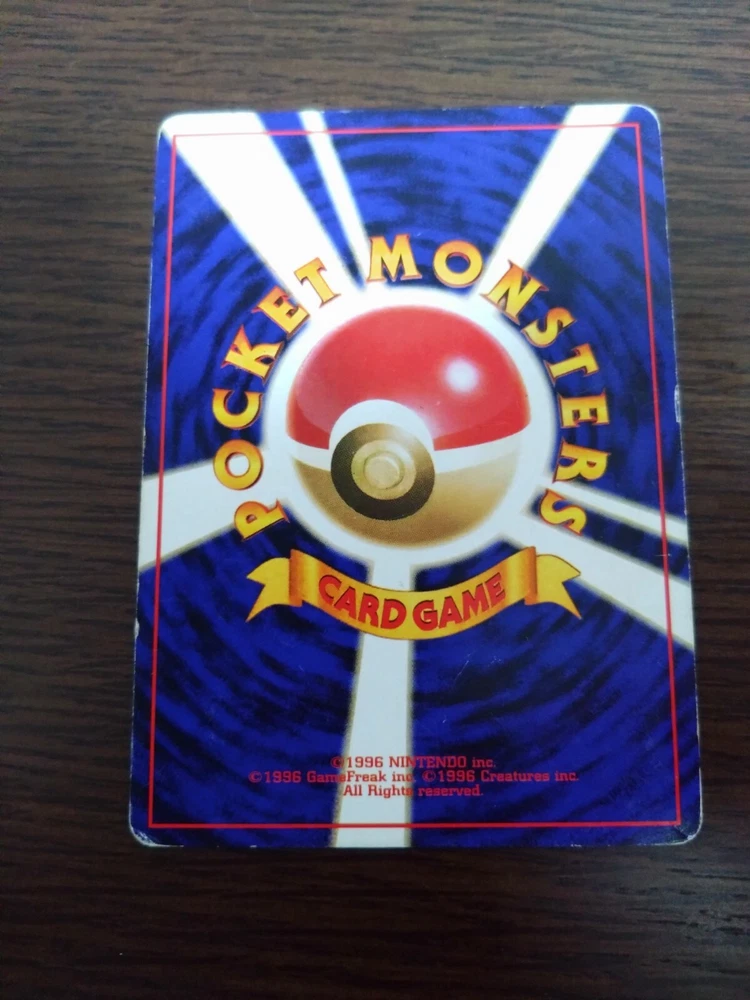 POCKET MONSTERS
CARD GAME
©1996 NINTENDO inc.
©1996 GameFreak inc. ©1996 Creatures inc.
All Rights reserved.